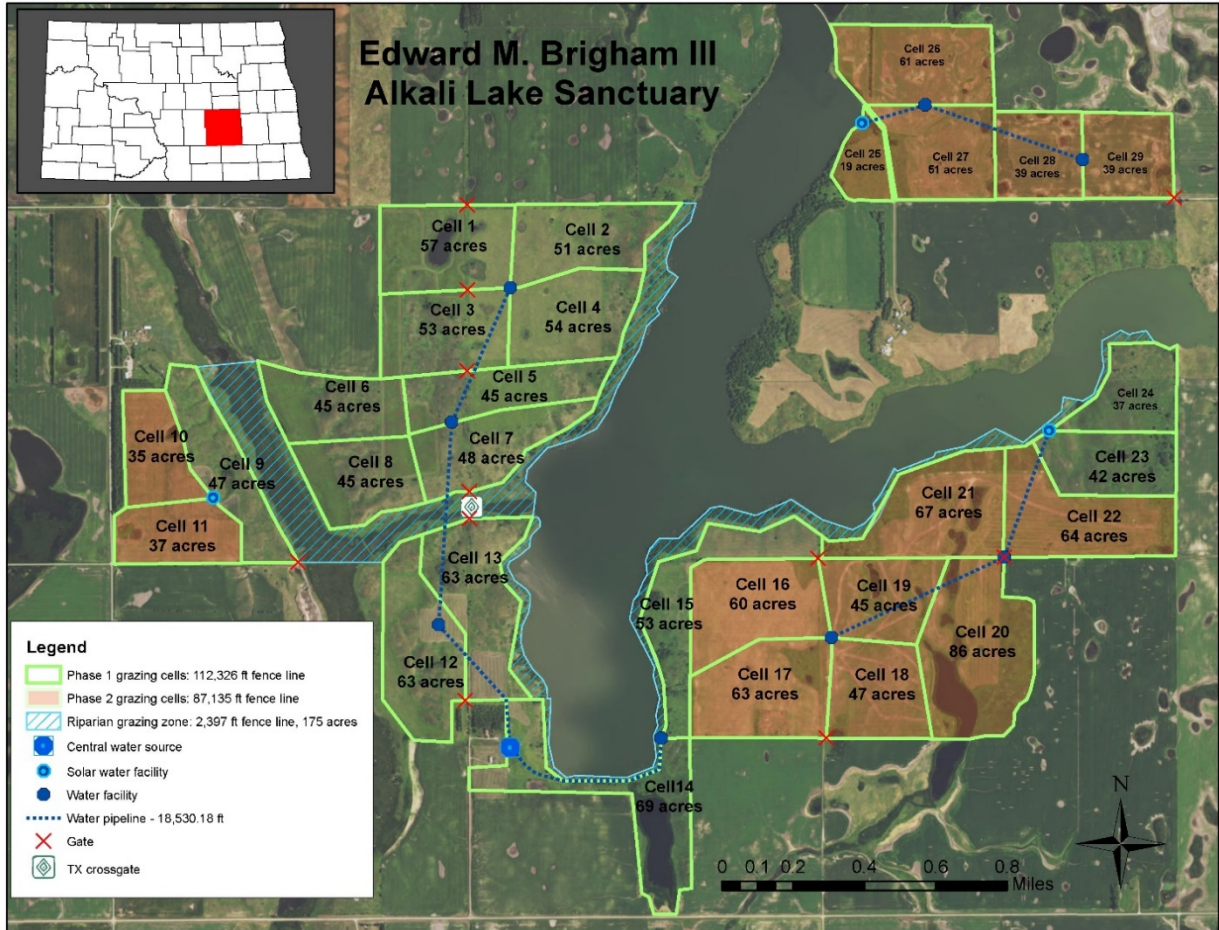 Edward M. Brigham III
Alkali Lake Sanctuary
Cell 26
61 acres
Cell 25
19 acres
Cell 27
51 acres
Cell 28
39 acres
Cell 29
39 acres
Cell 1
57 acres
Cell 2
51 acres
Cell 3
53 acres
Cell 4
54 acres
Cell 5
45 acres
Cell 6
45 acres
Cell 7
48 acres
Cell 8
45 acres
Cell 9
47 acres
Cell 10
35 acres
Cell 11
37 acres
Cell 24
37 acres
Cell 23
42 acres
Cell 21
67 acres
Cell 22
64 acres
Cell 13
63 acres
Cell 12
63 acres
Cell 15
53 acres
Cell 16
60 acres
Cell 19
45 acres
Cell 20
86 acres
Cell 17
63 acres
Cell 18
47 acres
Cell14
69 acres
Legend
Phase 1 grazing cells: 112,326 ft fence line
Phase 2 grazing cells: 87,135 ft fence line
Riparian grazing zone: 2,397 ft fence line, 175 acres
Central water source
Solar water facility
Water facility
Water pipeline - 18,530.18 ft
Gate
TX crossgate
N
0 0.1 0.2 0.4 0.6 0.8
Miles